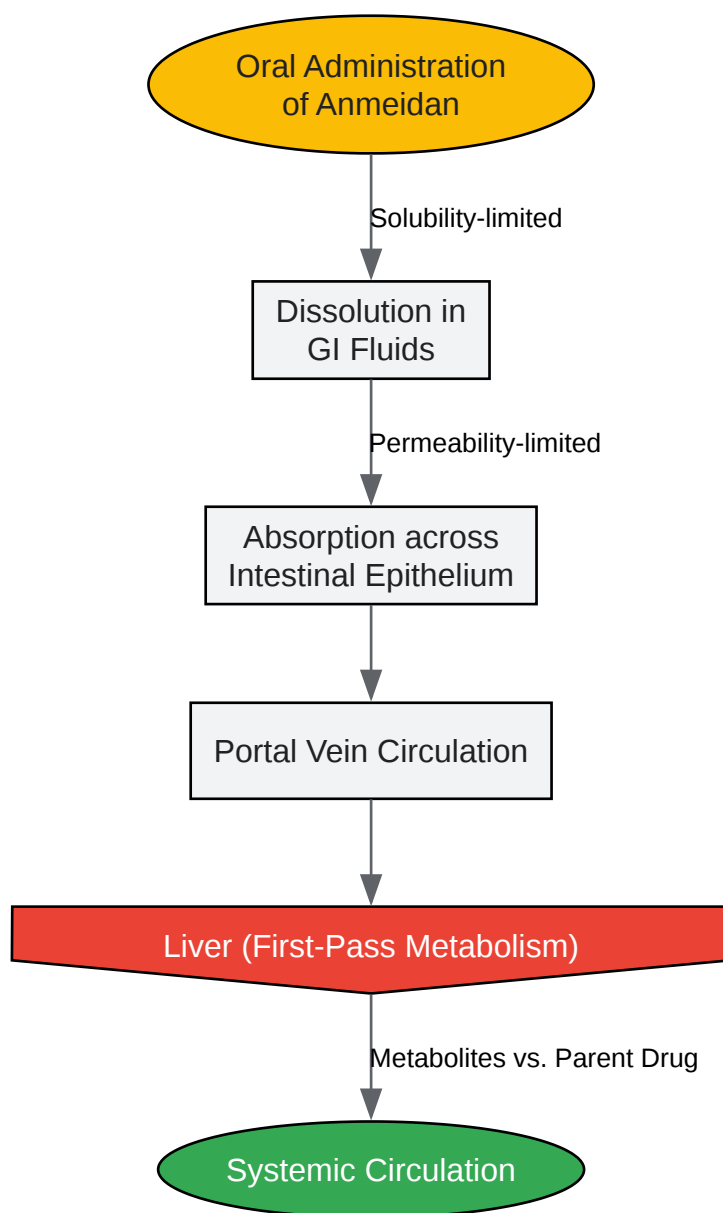 Oral Administration
of Anmeidan
Solubility-limited
Dissolution in
GI Fluids
Permeability-limited
Absorption across
Intestinal Epithelium
Portal Vein Circulation
Liver (First-Pass Metabolism)
Metabolites vs. Parent Drug
Systemic Circulation